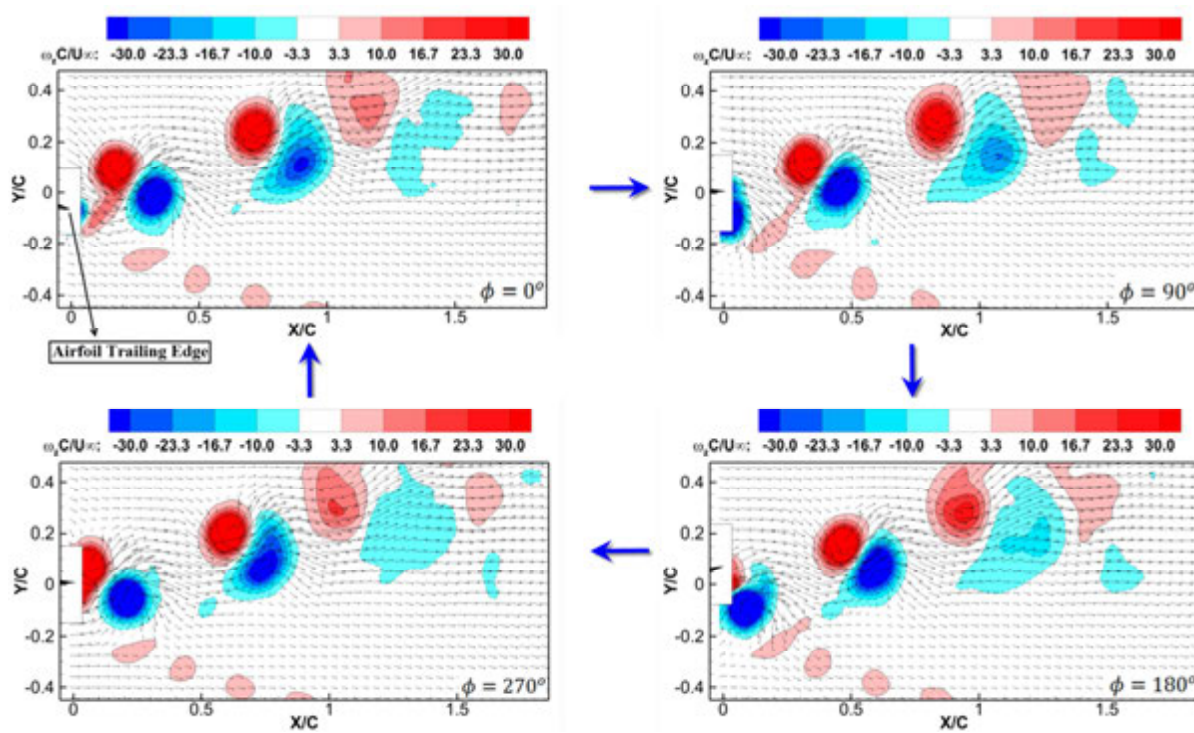 ω_zC/U∞: -30.0 -23.3 -16.7 -10.0 -3.3 3.3 10.0 16.7 23.3 30.0
Y/C
0.4
0.2
0
-0.2
-0.4
ϕ = 0°
0 0.5 1 1.5
X/C
Airfoil Trailing Edge
ω_zC/U∞: -30.0 -23.3 -16.7 -10.0 -3.3 3.3 10.0 16.7 23.3 30.0
Y/C
0.4
0.2
0
-0.2
-0.4
ϕ = 90°
0 0.5 1 1.5
X/C
ω_zC/U∞: -30.0 -23.3 -16.7 -10.0 -3.3 3.3 10.0 16.7 23.3 30.0
Y/C
0.4
0.2
0
-0.2
-0.4
ϕ = 270°
0 0.5 1 1.5
X/C
ω_zC/U∞: -30.0 -23.3 -16.7 -10.0 -3.3 3.3 10.0 16.7 23.3 30.0
Y/C
0.4
0.2
0
-0.2
-0.4
ϕ = 180°
0 0.5 1 1.5
X/C